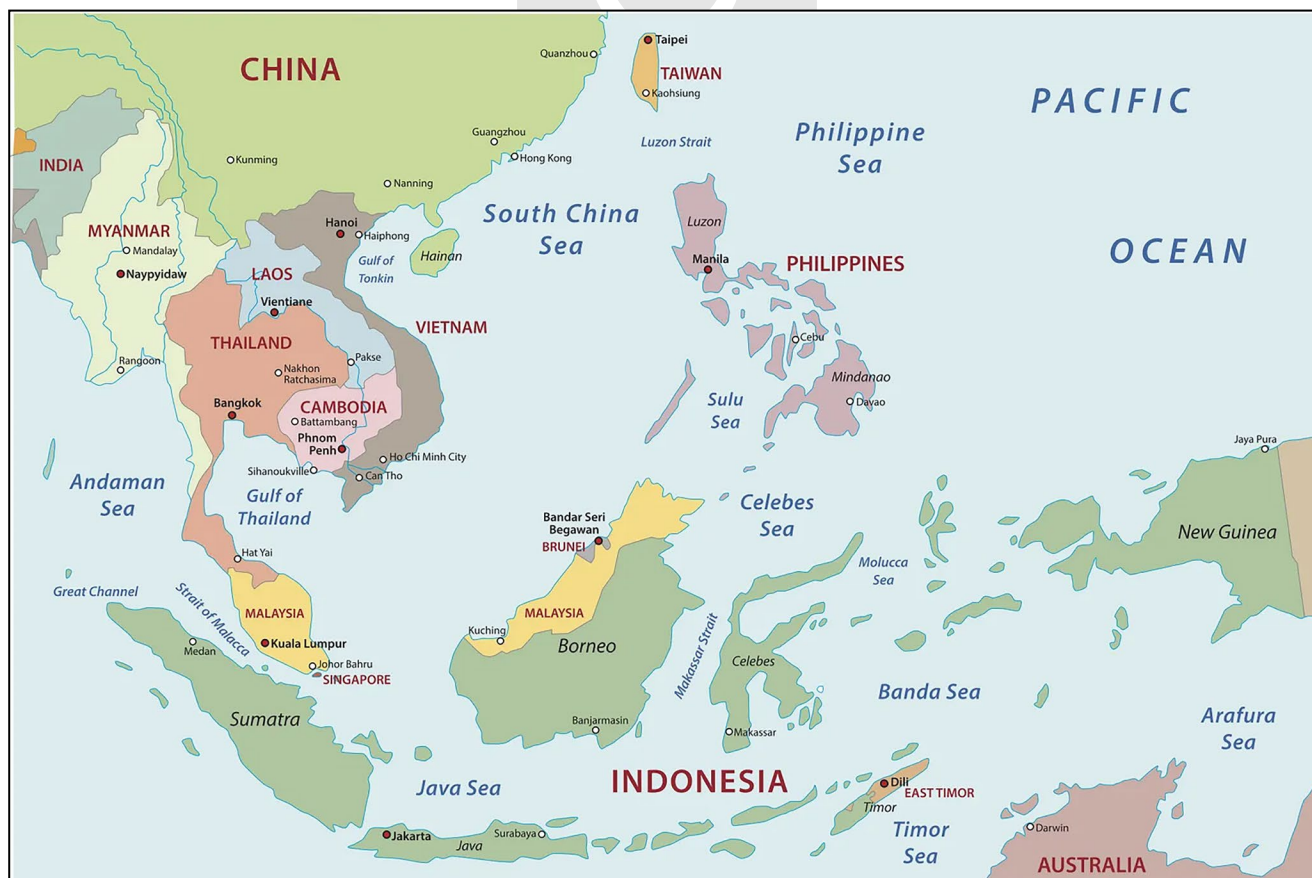 Taipei
Quanzhou
CHINA
TAIWAN
Kaohsiung
PACIFIC
Guangzhou
Luzon Strait
Philippine
Sea
Hong Kong
Kunming
INDIA
Nanning
South China
Sea
Luzon
Hanoi
Haiphong
MYANMAR
Mandalay
Gulf of
Tonkin
Hainan
OCEAN
Manila
PHILIPPINES
Naypyidaw
LAOS
Vientiane
VIETNAM
THAILAND
Cebu
Rangoon
Pakse
Nakhon
Ratchasima
Mindanao
Davao
Bangkok
CAMBODIA
Battambang
Sulu
Sea
Phnom
Penh
Ho Chi Minh City
Jaya Pura
Sihanoukville
Can Tho
Andaman
Sea
Gulf of
Thailand
Celebes
Sea
Bandar Seri
Begawan
BRUNEI
New Guinea
Hat Yai
Molucca
Sea
Great Channel
Strait of Malacca
MALAYSIA
MALAYSIA
Kuching
Kuala Lumpur
Medan
Borneo
Makassar Strait
Celebes
Johor Bahru
SINGAPORE
Banda Sea
Sumatra
Banjarmasin
Makassar
Arafura
Sea
INDONESIA
Java Sea
Dili
EAST TIMOR
Timor
Jakarta
Surabaya
Java
Timor
Sea
Darwin
AUSTRALIA